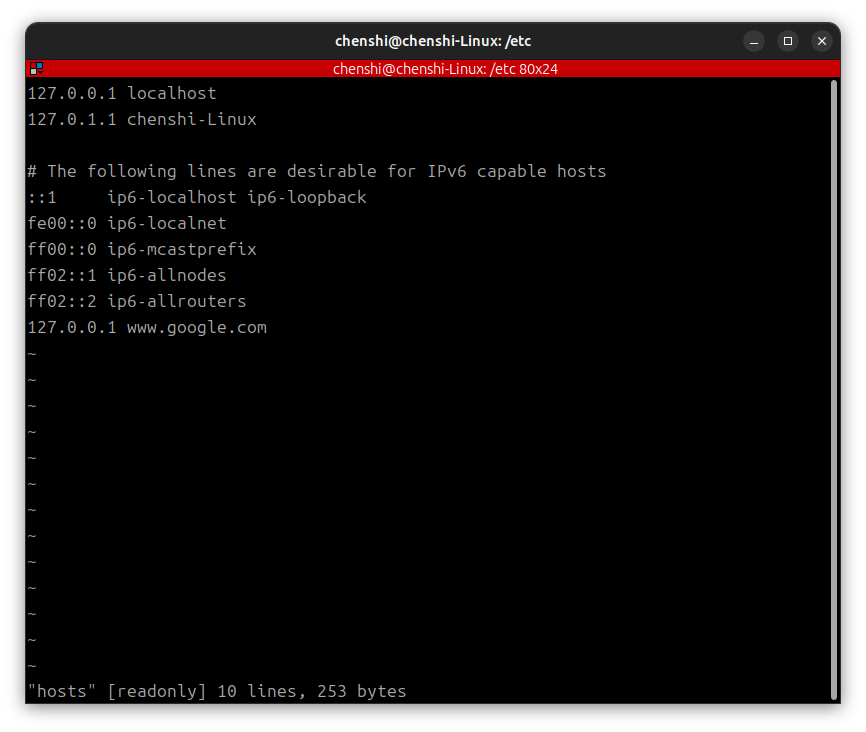 chenshi@chenshi-Linux: /etc
chenshi@chenshi-Linux: /etc 80x24
127.0.0.1 localhost
127.0.1.1 chenshi-Linux
# The following lines are desirable for IPv6 capable hosts
::1     ip6-localhost ip6-loopback
fe00::0 ip6-localnet
ff00::0 ip6-mcastprefix
ff02::1 ip6-allnodes
ff02::2 ip6-allrouters
127.0.0.1 www.google.com
~
~
~
~
~
~
~
~
~
~
~
~
~
"hosts" [readonly] 10 lines, 253 bytes